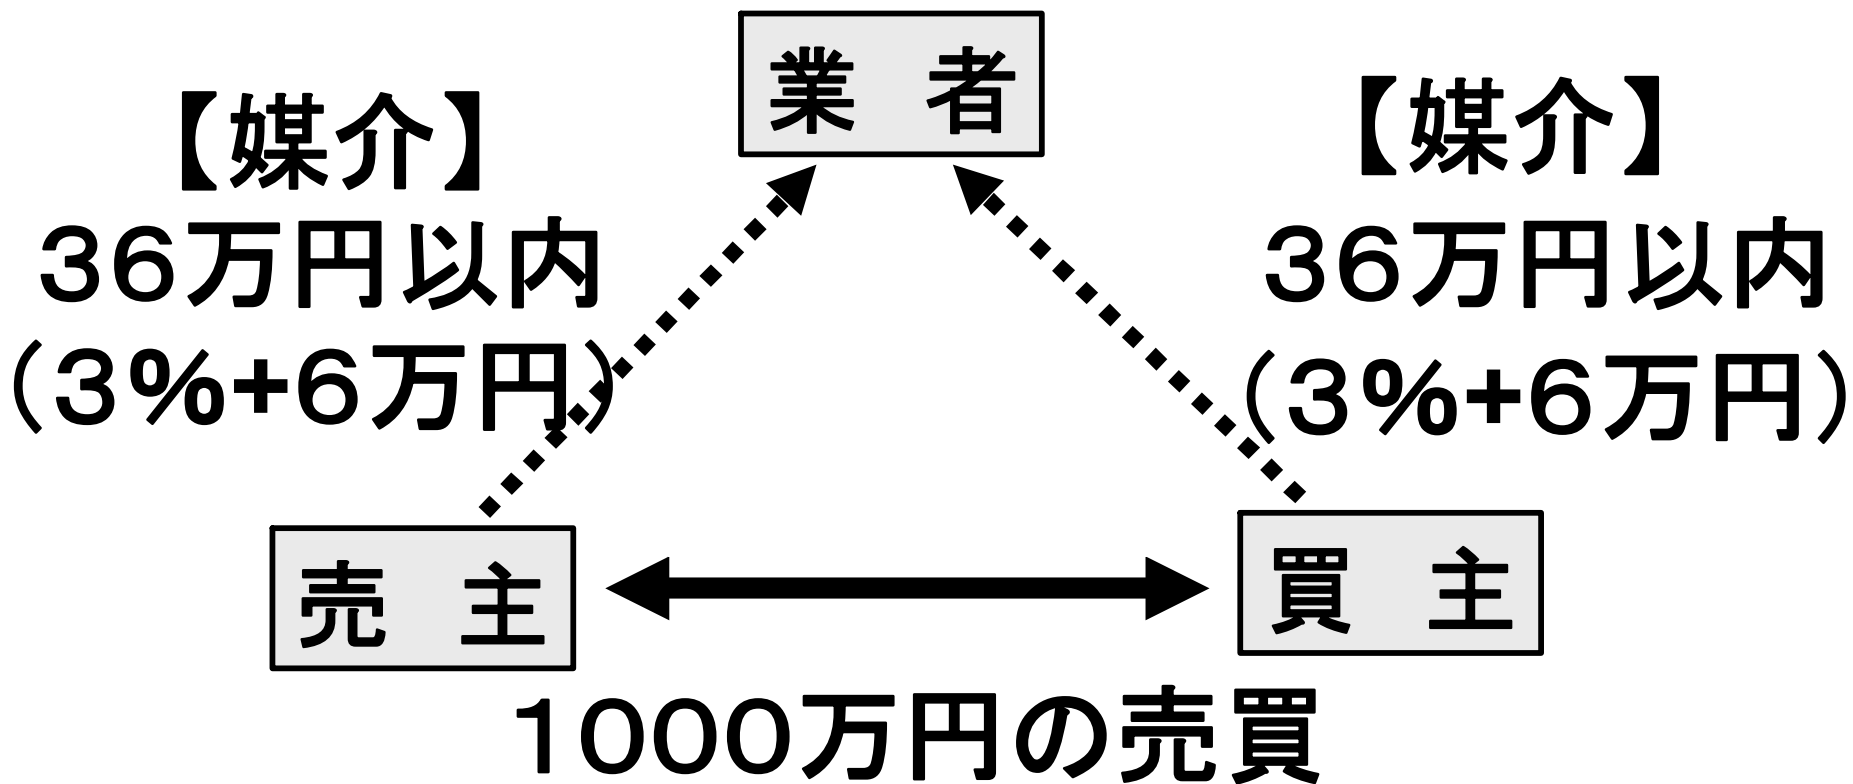 業　者
【媒介】
３６万円以内
（３％+６万円）
【媒介】
３６万円以内
（３％+６万円）
売　主
買　主
１０００万円の売買